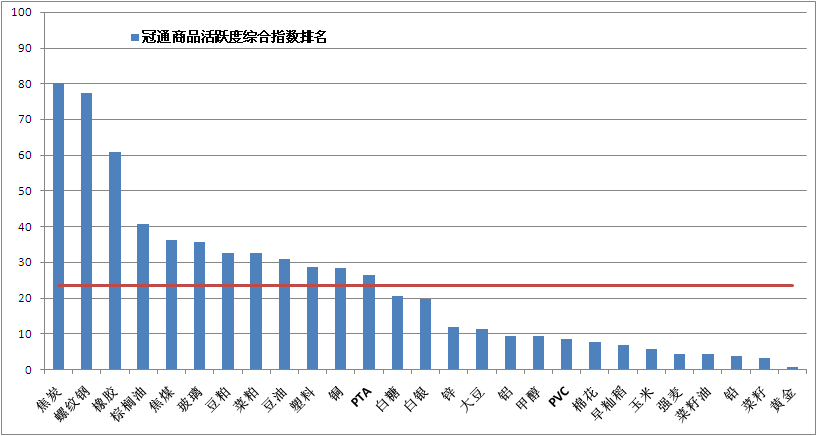 100
90
80
70
60
50
40
30
20
10
0
冠通商品活跃度综合指数排名
焦炭
螺纹钢
橡胶
棕榈油
焦煤
玻璃
豆粕
菜粕
豆油
塑料
铜
PTA
白糖
白银
锌
大豆
铝
甲醇
PVC
棉花
早籼稻
玉米
强麦
菜籽油
铅
菜籽
黄金